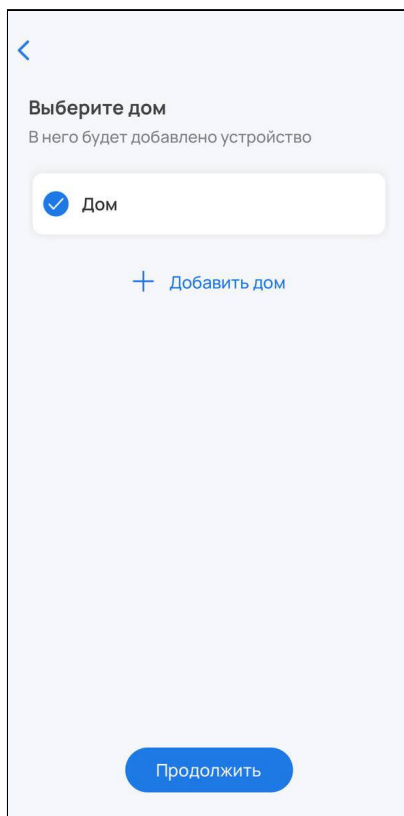 Выберите дом
В него будет добавлено устройство
Дом
Добавить дом
Продолжить